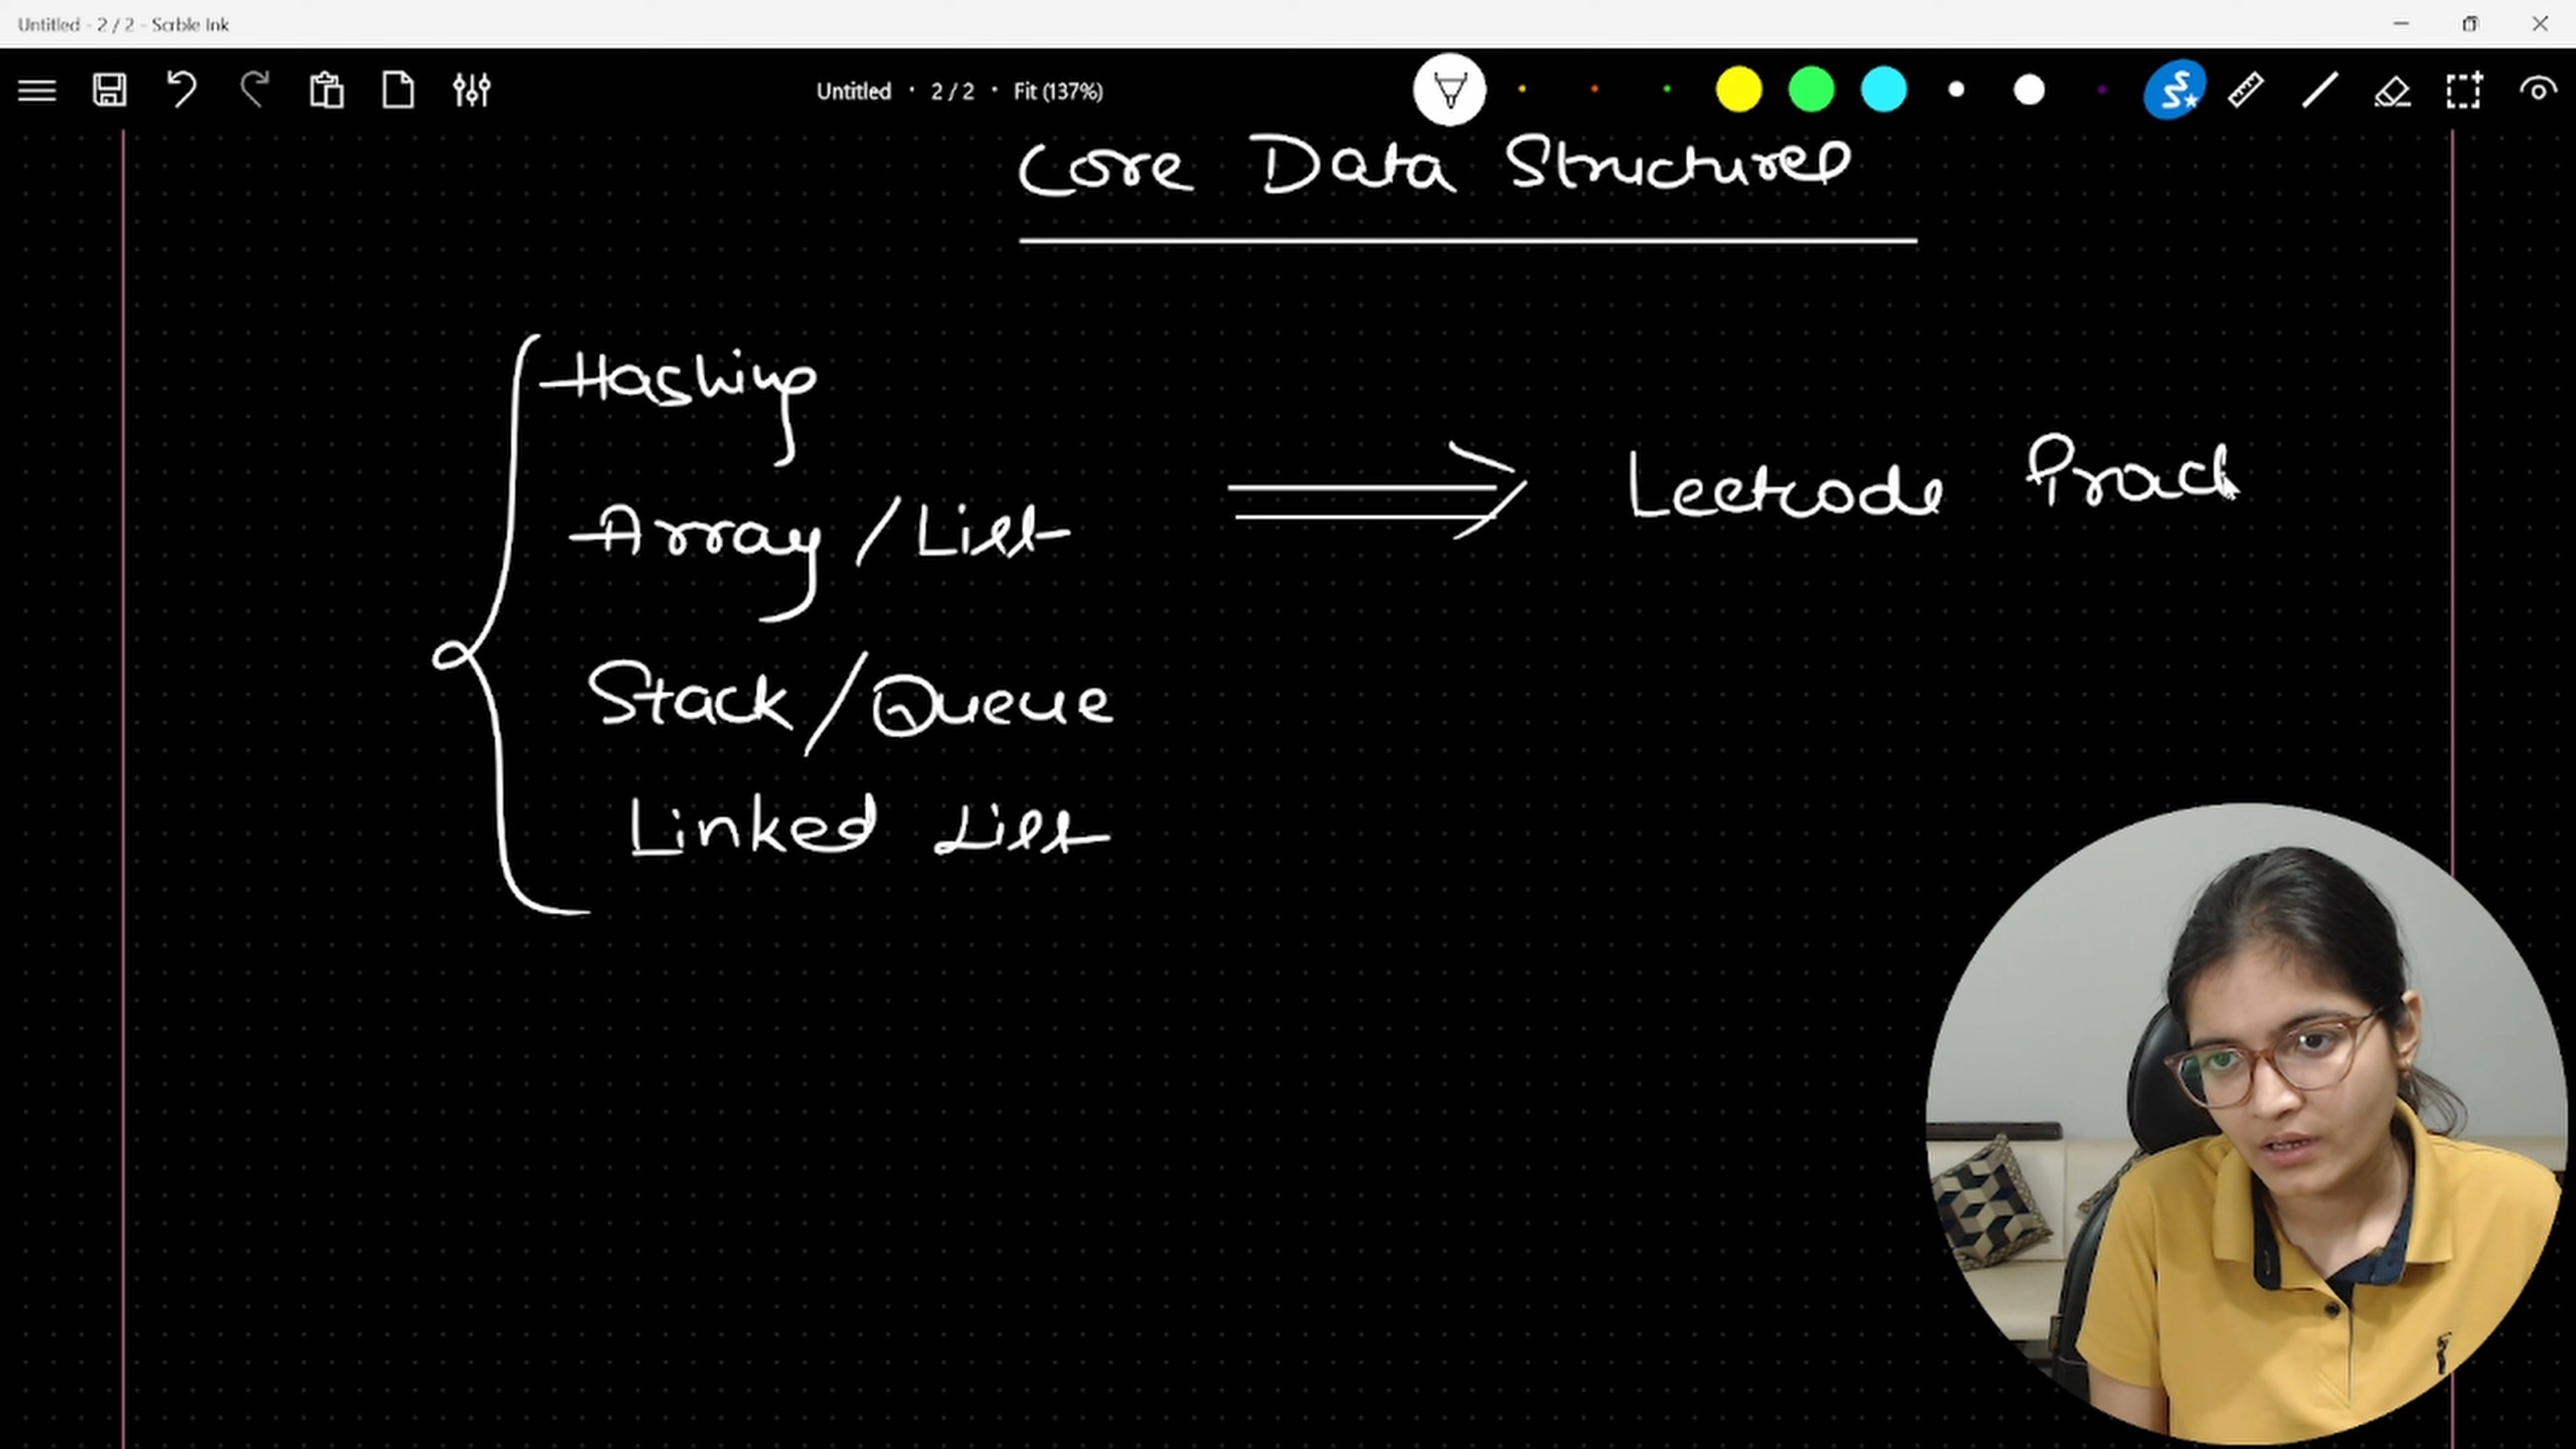 Untitled - 2 / 2 - Scrble Ink
Untitled · 2 / 2 · Fit (137%)
Core Data Structures
Hashing
Array / List
Leetcode Pract
Stack / Queue
Linked List